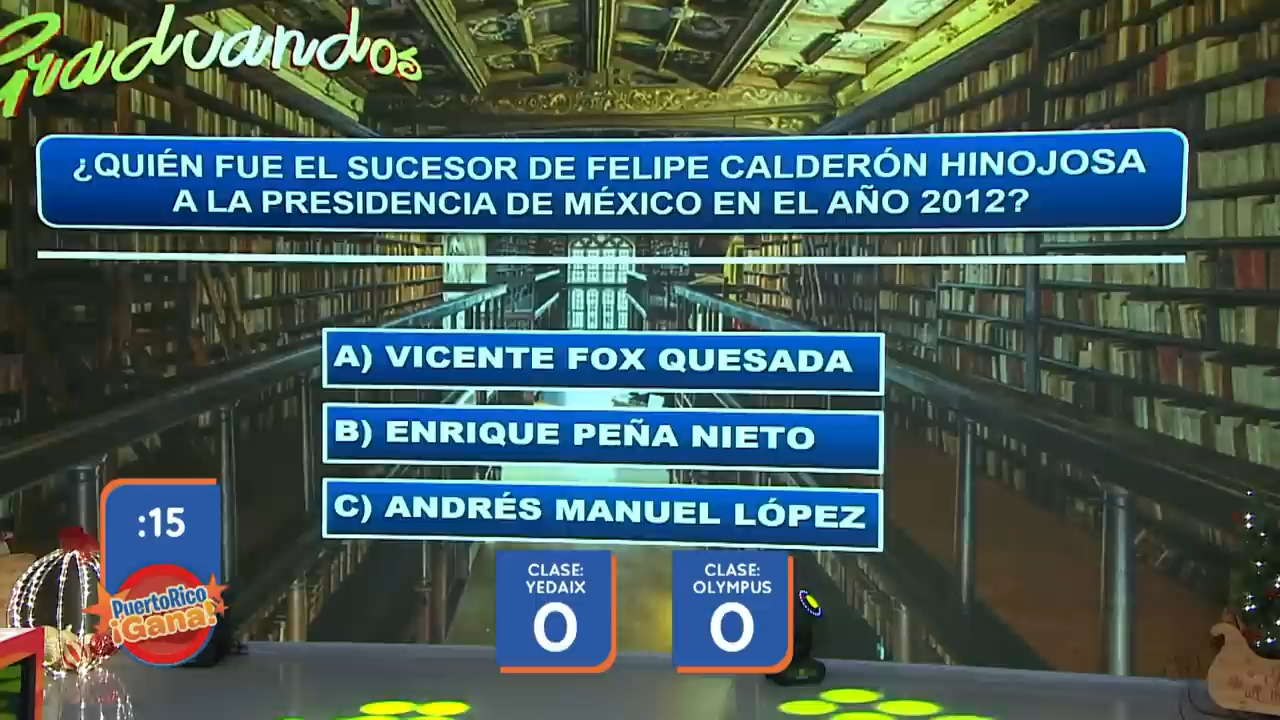 Graduandos
¿QUIÉN FUE EL SUCESOR DE FELIPE CALDERÓN HINOJOSA
A LA PRESIDENCIA DE MÉXICO EN EL AÑO 2012?
A) VICENTE FOX QUESADA
B) ENRIQUE PEÑA NIETO
C) ANDRÉS MANUEL LÓPEZ
:15
PuertoRico
¡Gana!
CLASE:
YEDAIX
0
CLASE:
OLYMPUS
0